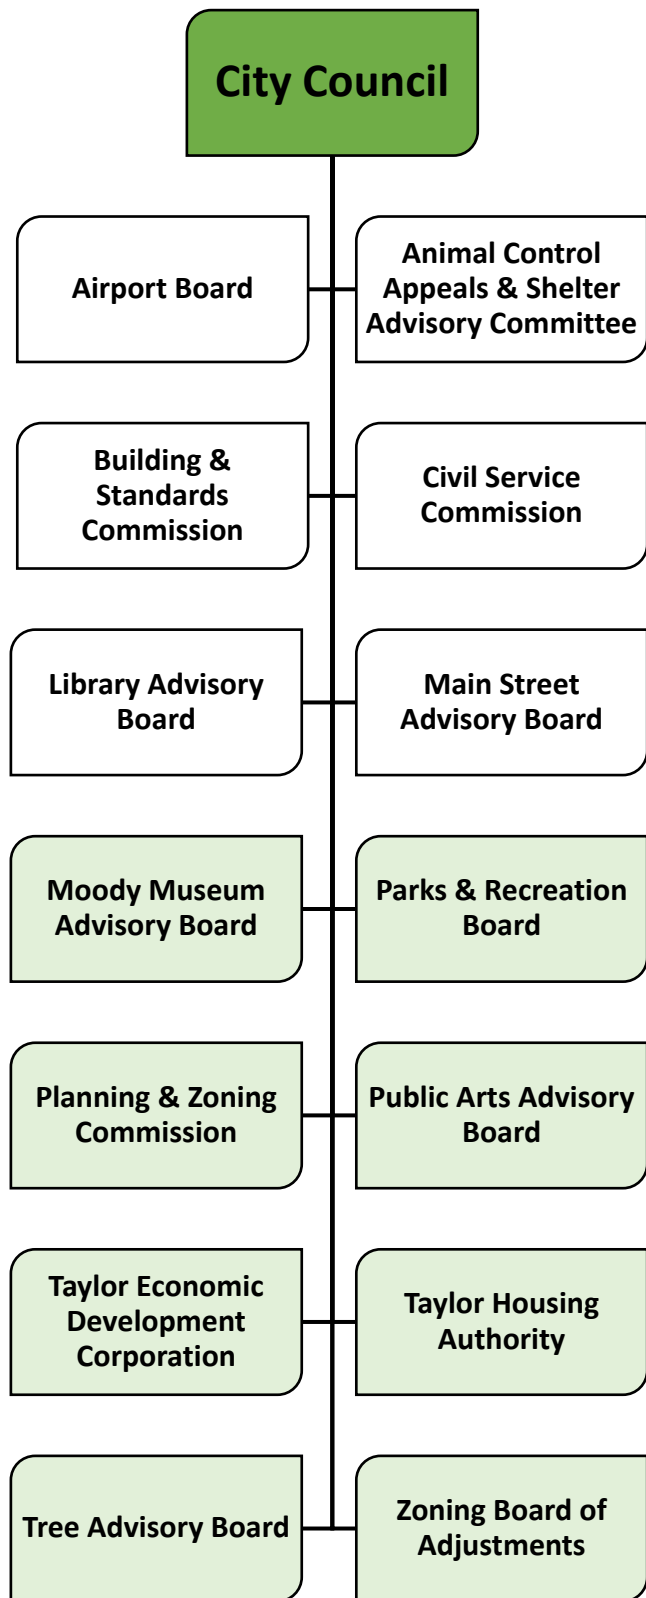 City Council
Airport Board
Animal Control
Appeals & Shelter
Advisory Committee
Building &
Standards
Commission
Civil Service
Commission
Library Advisory
Board
Main Street
Advisory Board
Moody Museum
Advisory Board
Parks & Recreation
Board
Planning & Zoning
Commission
Public Arts Advisory
Board
Taylor Economic
Development
Corporation
Taylor Housing
Authority
Tree Advisory Board
Zoning Board of
Adjustments